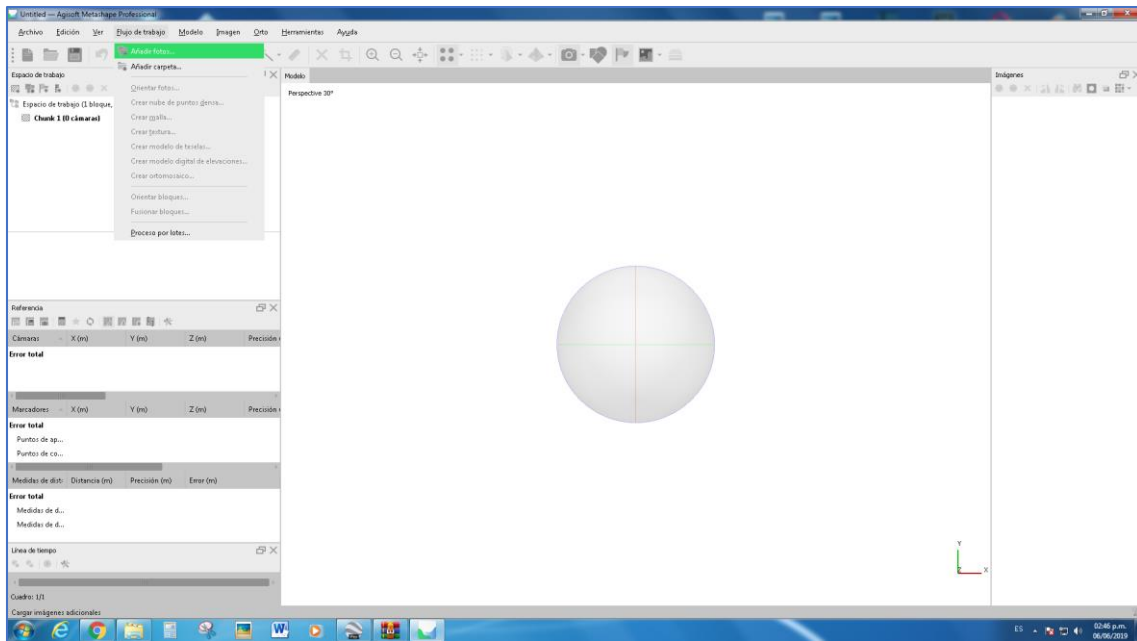 Untitled — Agisoft Metashape Professional
Archivo Edición Ver Flujo de trabajo Modelo Imagen Orto Herramientas Ayuda
Añadir fotos...
Añadir carpeta...
Orientar fotos...
Crear nube de puntos densa...
Crear malla...
Crear textura...
Crear modelo de teselas...
Crear modelo digital de elevaciones...
Crear ortomosaico...
Orientar bloques...
Fusionar bloques...
Proceso por lotes...
Espacio de trabajo
Espacio de trabajo (1 bloque,
Chunk 1 (0 cámaras)
Modelo
Perspective 30°
Imágenes
Referencia
Cámaras X (m) Y (m) Z (m) Precisión
Error total
Marcadores X (m) Y (m) Z (m) Precisión
Error total
Puntos de ap...
Puntos de co...
Medidas de dist Distancia (m) Precisión (m) Error (m)
Error total
Medidas de d...
Medidas de d...
Línea de tiempo
Cuadro: 1/1
Cargar imágenes adicionales
Y
Z X
ES 02:46 p.m.
06/06/2019